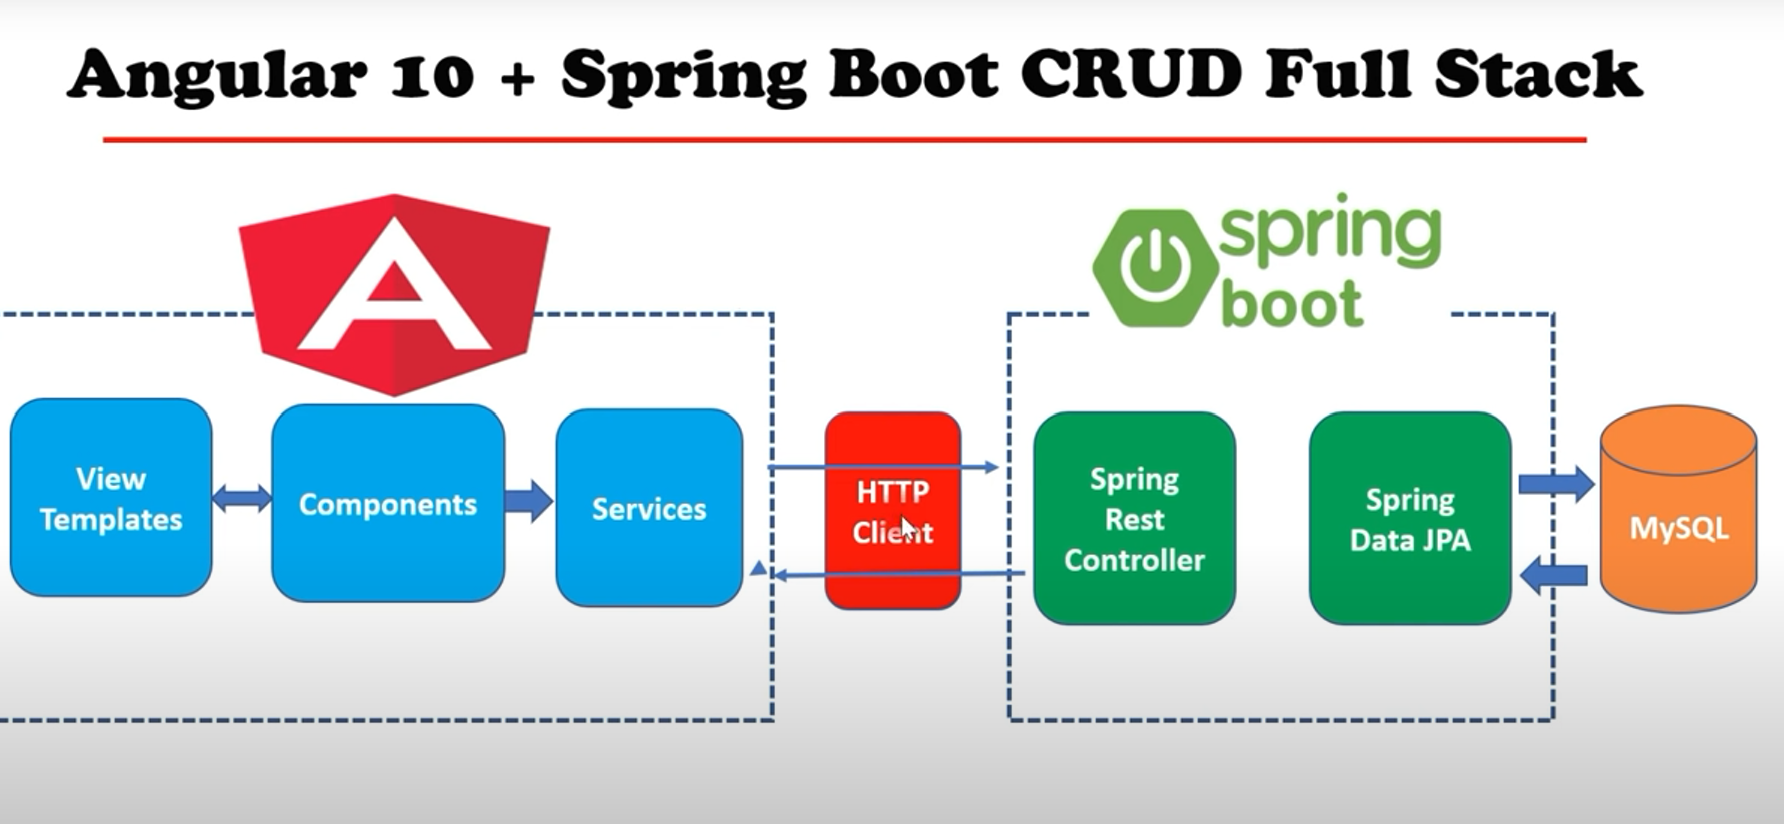 Angular 10 + Spring Boot CRUD Full Stack
spring
boot
View
Templates
Components
Services
HTTP
Client
Spring
Rest
Controller
Spring
Data JPA
MySQL